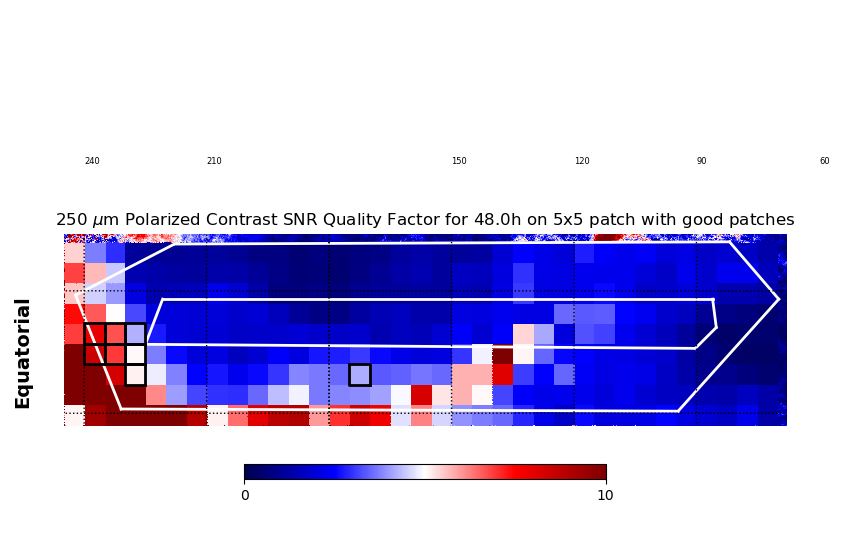 240 210 150 120 90 60
250 μm Polarized Contrast SNR Quality Factor for 48.0h on 5x5 patch with good patches
Equatorial
0 10